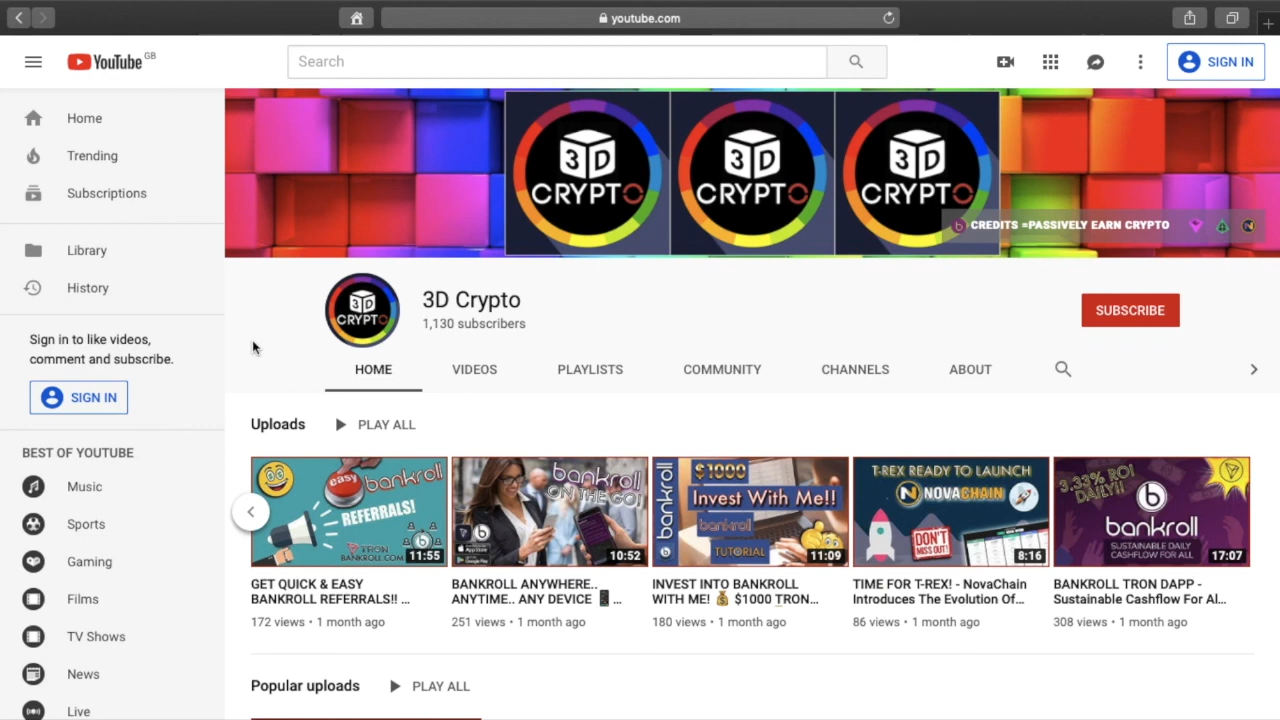 youtube.com
YouTube GB
Search
SIGN IN
Home
Trending
Subscriptions
Library
History
Sign in to like videos,
comment and subscribe.
SIGN IN
BEST OF YOUTUBE
Music
Sports
Gaming
Films
TV Shows
News
Live
3D CRYPTO
3D CRYPTO
3D CRYPTO
CREDITS =PASSIVELY EARN CRYPTO
3D CRYPTO
3D Crypto
1,130 subscribers
SUBSCRIBE
HOME
VIDEOS
PLAYLISTS
COMMUNITY
CHANNELS
ABOUT
Uploads
PLAY ALL
easy bankroll
REFERRALS!
TRON
BANKROLL.COM
11:55
GET QUICK & EASY
BANKROLL REFERRALS!! ...
172 views • 1 month ago
bankroll
ON THE GO!
10:52
BANKROLL ANYWHERE..
ANYTIME.. ANY DEVICE 📱 ...
251 views • 1 month ago
bankroll
$1000
Invest With Me!!
bankroll
TUTORIAL
11:09
INVEST INTO BANKROLL
WITH ME! 💰 $1000 TRON...
180 views • 1 month ago
T-REX READY TO LAUNCH
NOVACHAIN
DON'T
MISS OUT!
8:16
TIME FOR T-REX! - NovaChain
Introduces The Evolution Of...
86 views • 1 month ago
3.33% ROI
DAILY!!
bankroll
SUSTAINABLE DAILY
CASHFLOW FOR ALL
17:07
BANKROLL TRON DAPP -
Sustainable Cashflow For Al...
308 views • 1 month ago
Popular uploads
PLAY ALL